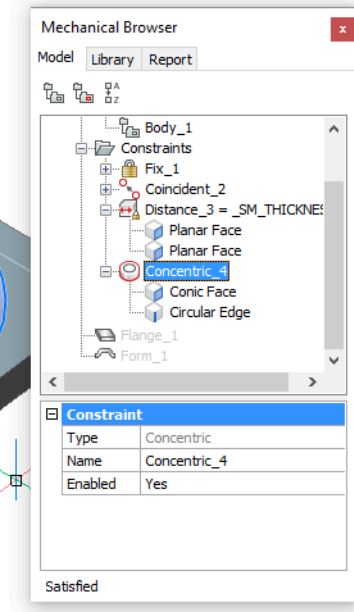 Mechanical Browser
x
Model Library Report
A
Z
Body_1
Constraints
Fix_1
Coincident_2
Distance_3 = _SM_THICKNES
Planar Face
Planar Face
Concentric_4
Conic Face
Circular Edge
Flange_1
Form_1
Constraint
Type Concentric
Name Concentric_4
Enabled Yes
Satisfied